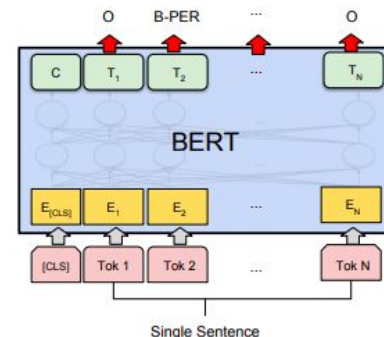 O B-PER ... O
C T1 T2 ... TN
BERT
E[CLS] E1 E2 ... EN
[CLS] Tok 1 Tok 2 ... Tok N
Single Sentence